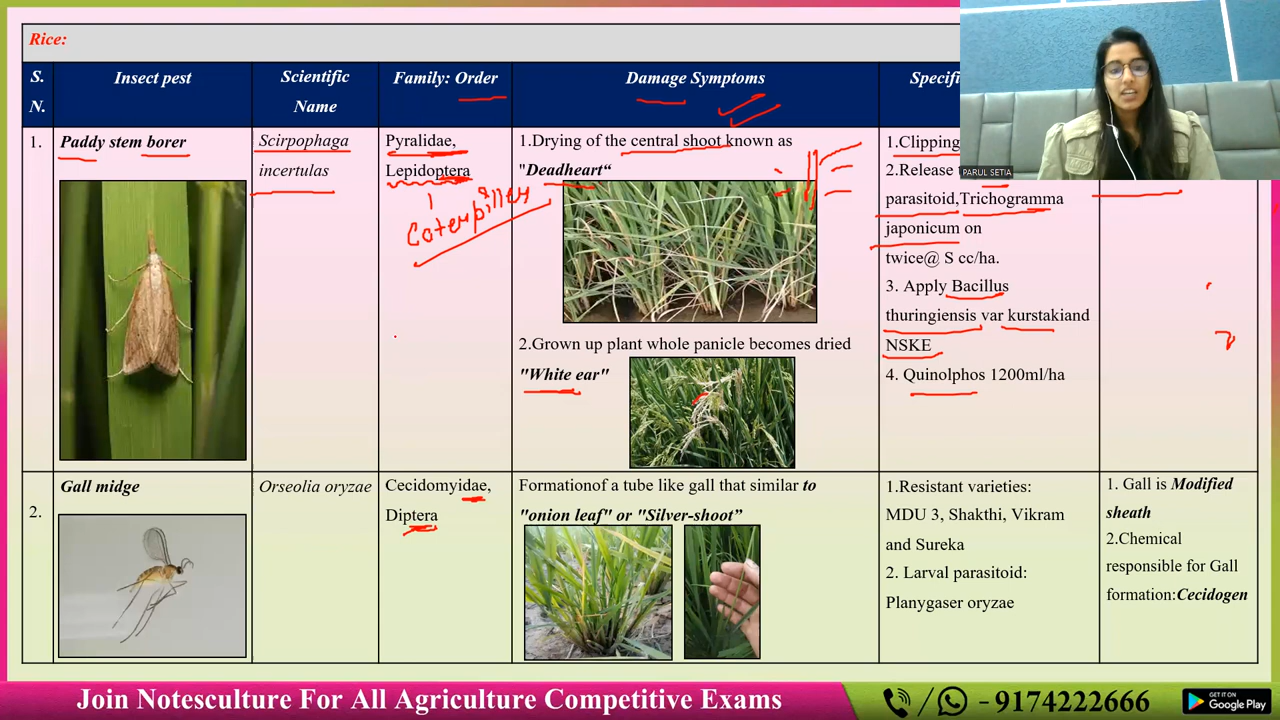 Rice:
S.
N.
Insect pest
Scientific
Name
Family: Order
Damage Symptoms
PARUL SETIA
1.
Paddy stem borer
Scirpophaga
incertulas
Pyralidae,
Lepidoptera
Caterpiller
1.Drying of the central shoot known as
"Deadheart“
2.Grown up plant whole panicle becomes dried
"White ear"
1.Clipping
2.Release
parasitoid,Trichogramma
japonicum on
twice@ S cc/ha.
3. Apply Bacillus
thuringiensis var kurstakiand
NSKE
4. Quinolphos 1200ml/ha
2.
Gall midge
Orseolia oryzae
Cecidomyidae,
Diptera
Formationof a tube like gall that similar to
"onion leaf" or "Silver-shoot”
1.Resistant varieties:
MDU 3, Shakthi, Vikram
and Sureka
2. Larval parasitoid:
Planygaser oryzae
1. Gall is Modified
sheath
2.Chemical
responsible for Gall
formation:Cecidogen
Join Notesculture For All Agriculture Competitive Exams
/ - 9174222666
GET IT ON
Google Play